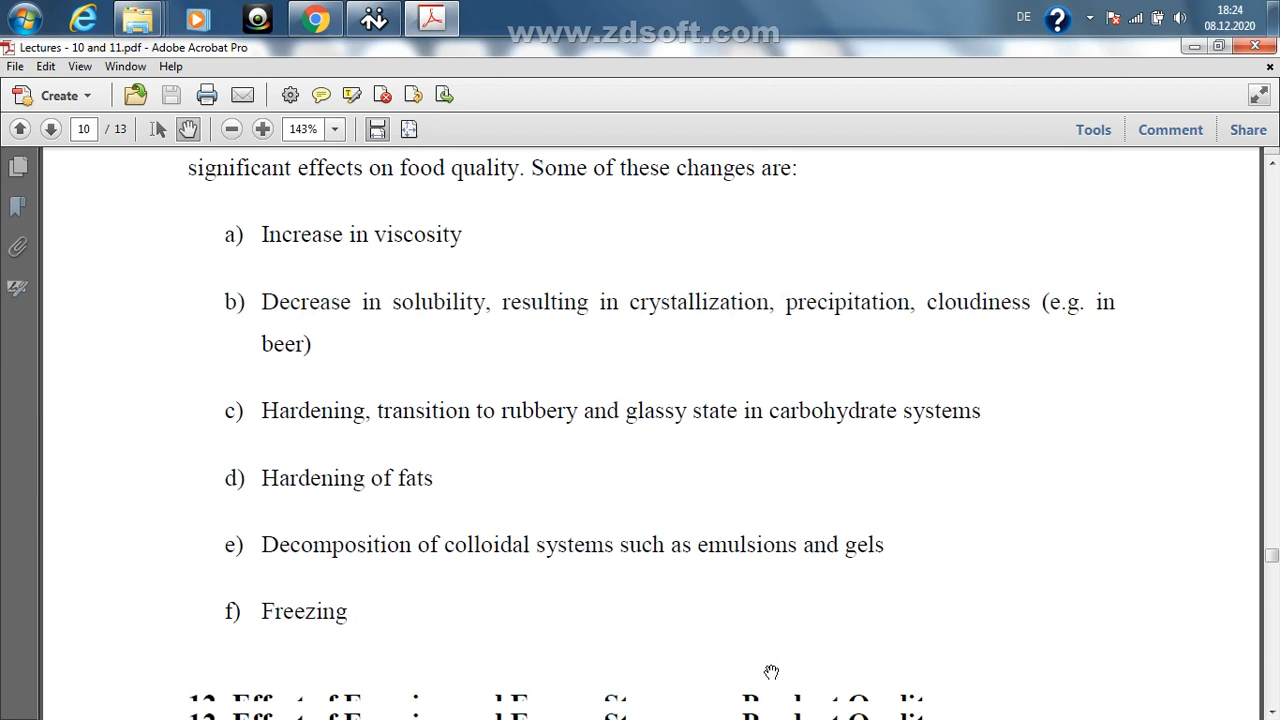 www.zdsoft.com
DE
18:24
08.12.2020
Lectures - 10 and 11.pdf - Adobe Acrobat Pro
File Edit View Window Help
Create
10 / 13 143% Tools Comment Share
significant effects on food quality. Some of these changes are:
a) Increase in viscosity
b) Decrease in solubility, resulting in crystallization, precipitation, cloudiness (e.g. in
beer)
c) Hardening, transition to rubbery and glassy state in carbohydrate systems
d) Hardening of fats
e) Decomposition of colloidal systems such as emulsions and gels
f) Freezing